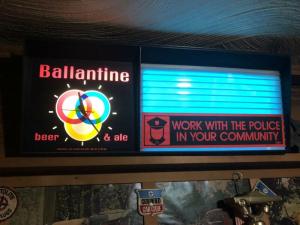 Ballantine
beer & ale
WORK WITH THE POLICE
IN YOUR COMMUNITY